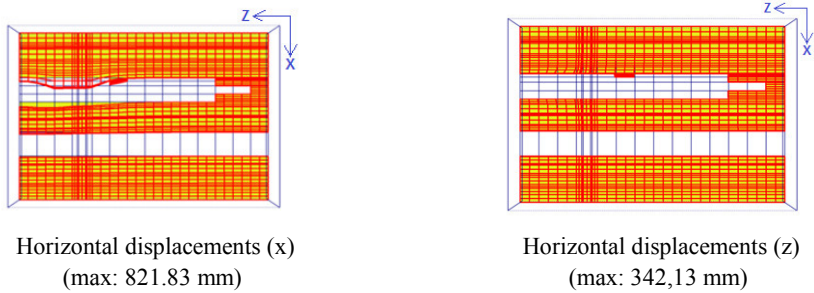 Z
X
Z
X
Horizontal displacements (x)
(max: 821.83 mm)
Horizontal displacements (z)
(max: 342,13 mm)